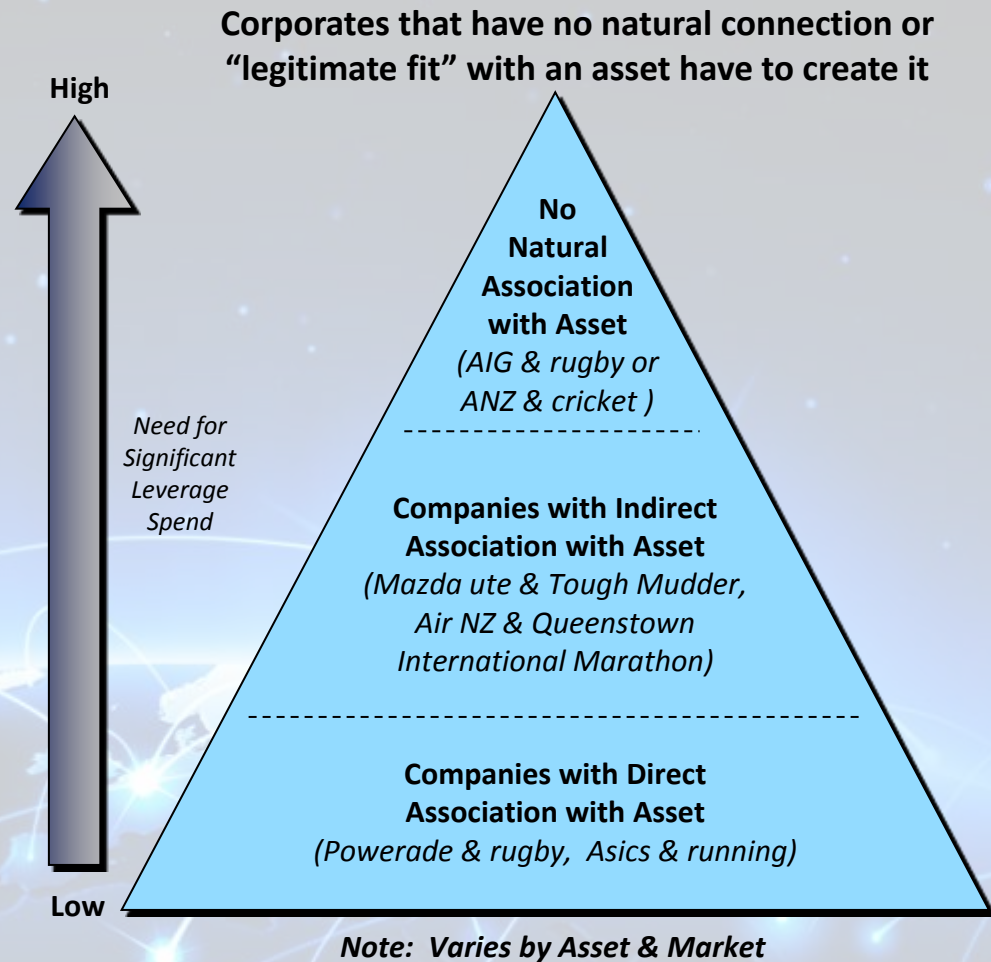 Corporates that have no natural connection or
“legitimate fit” with an asset have to create it
High
No
Natural
Association
with Asset
(AIG & rugby or
ANZ & cricket )
Need for
Significant
Leverage
Spend
Companies with Indirect
Association with Asset
(Mazda ute & Tough Mudder,
Air NZ & Queenstown
International Marathon)
Companies with Direct
Association with Asset
(Powerade & rugby, Asics & running)
Low
Note: Varies by Asset & Market